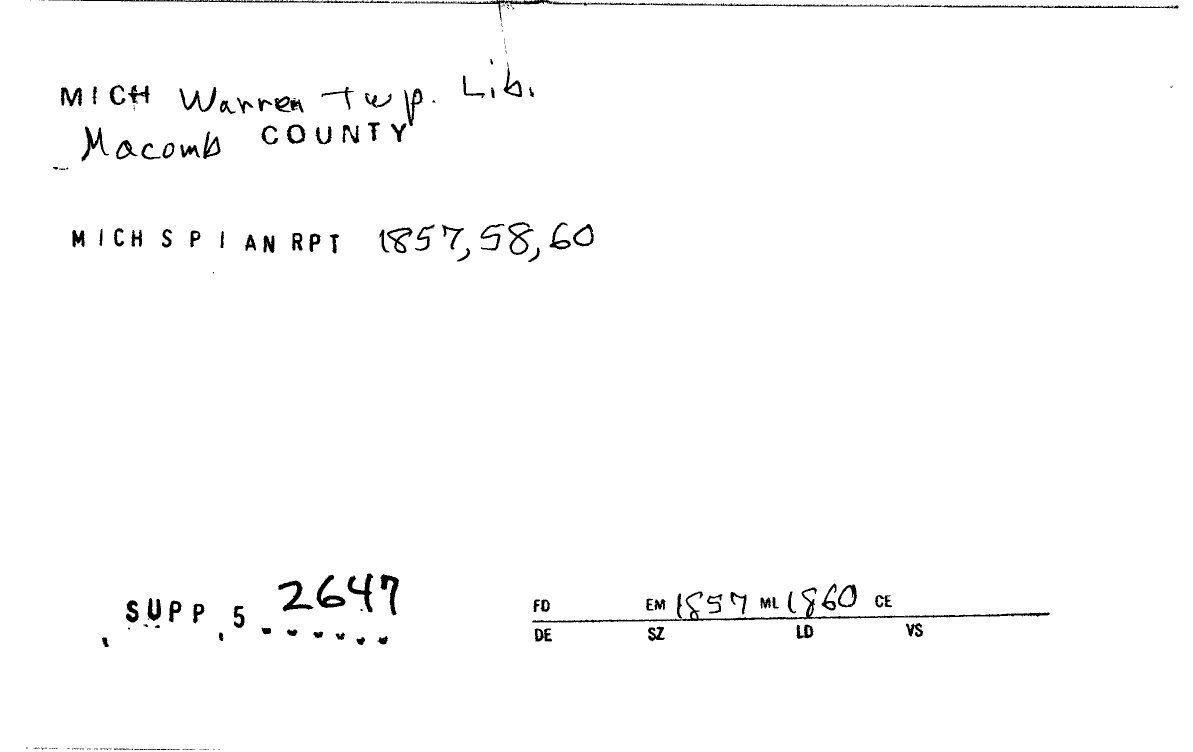 MICH Warren Twp. Lib.
Macomb COUNTY
MICH S P I AN RPT 1857, 58, 60
SUPP 5 2647
FD EM 1857 ML 1860 CE
DE SZ LD VS